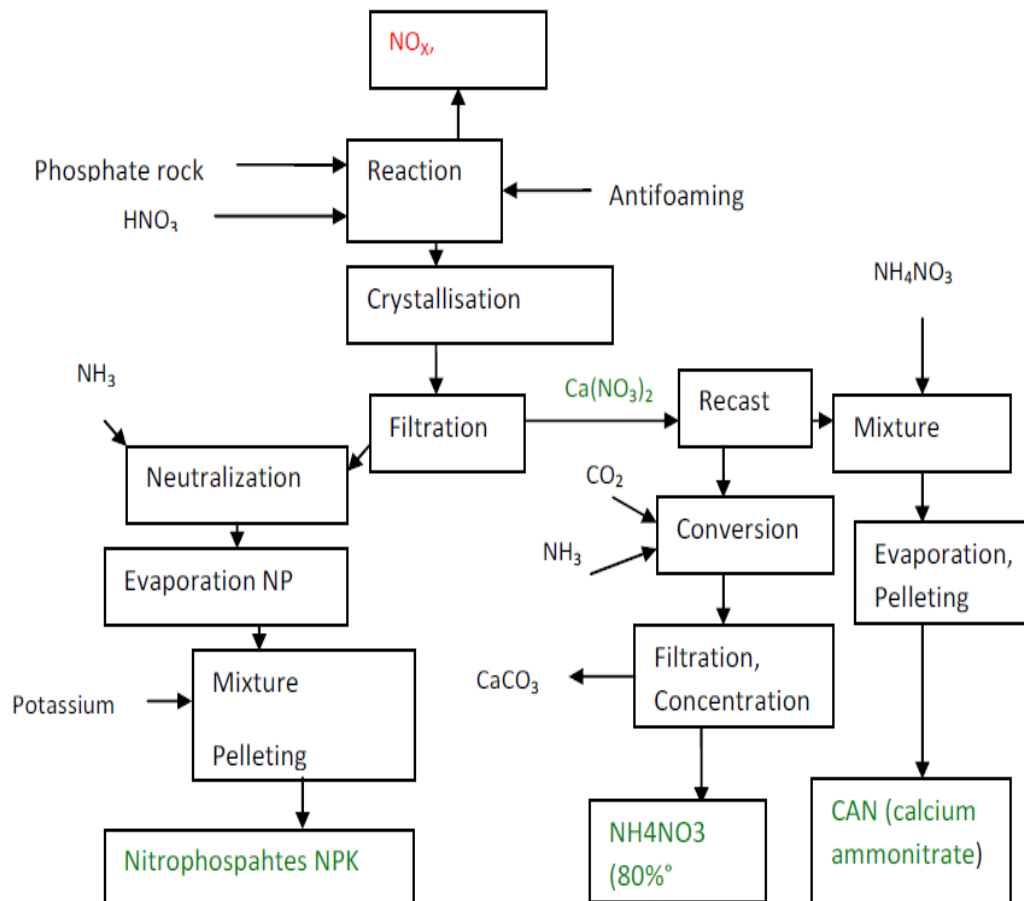 NOₓ,
Phosphate rock
HNO₃
Reaction
Antifoaming
Crystallisation
NH₄NO₃
NH₃
Filtration
Ca(NO₃)₂
Recast
Mixture
Neutralization
CO₂
NH₃
Conversion
Evaporation NP
Evaporation,
Pelleting
Potassium
Mixture
Pelleting
CaCO₃
Filtration,
Concentration
Nitrophospahtes NPK
NH4NO3
(80%°
CAN (calcium
ammonitrate)